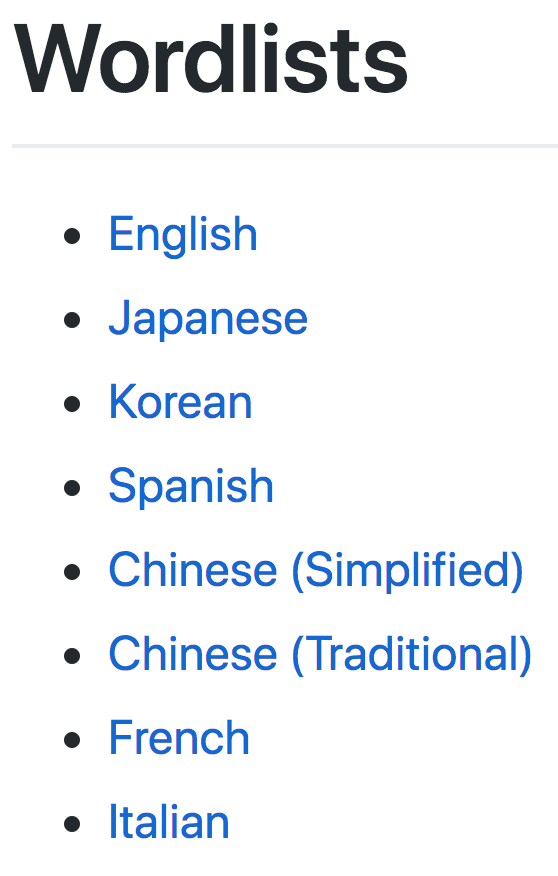 Wordlists
English
Japanese
Korean
Spanish
Chinese (Simplified)
Chinese (Traditional)
French
Italian